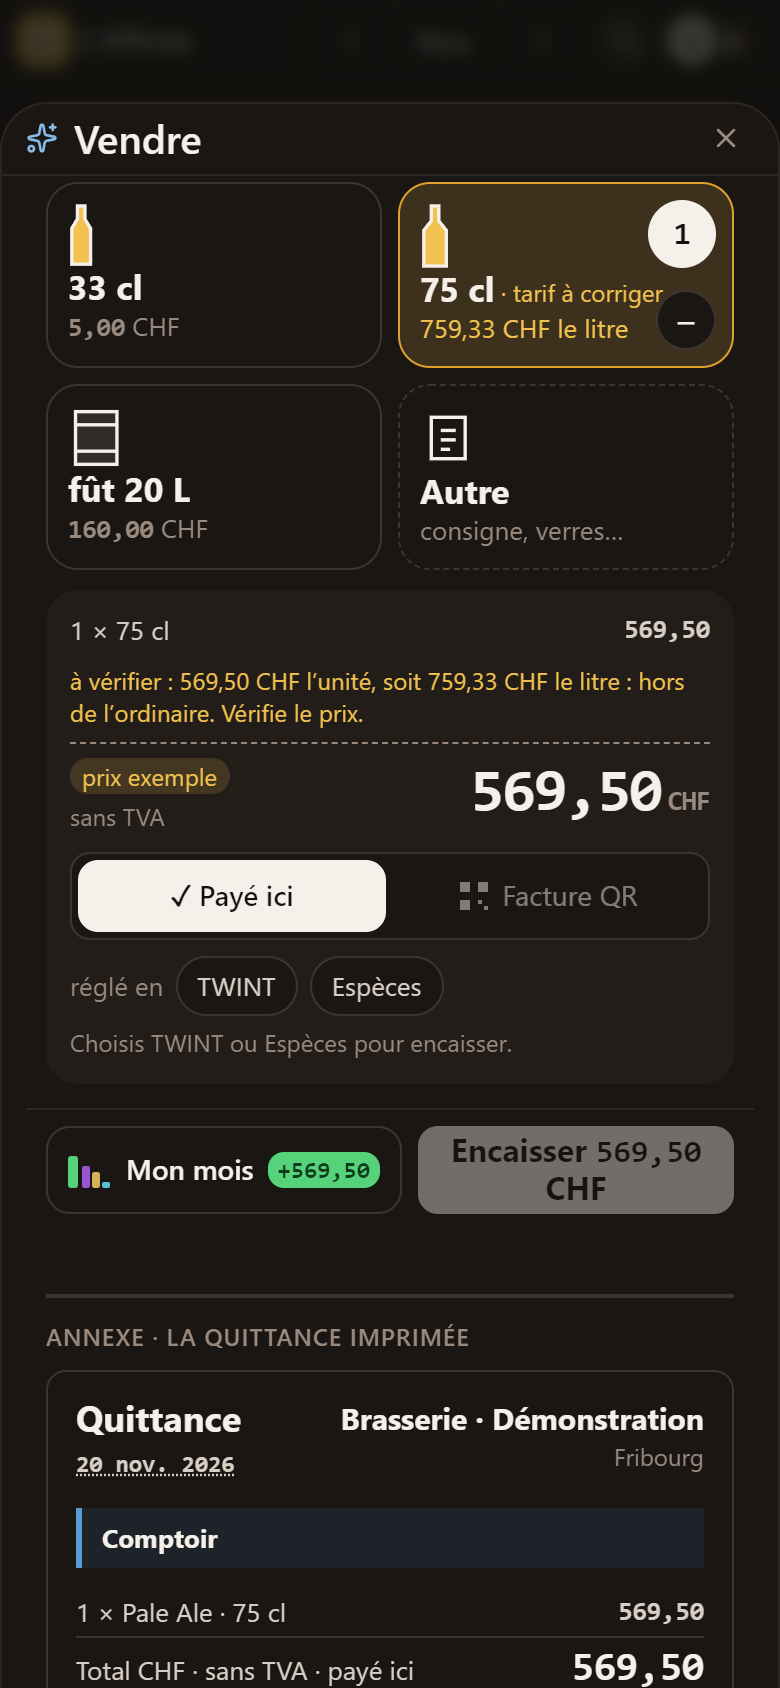 Vendre
33 cl
5,00 CHF
1
75 cl · tarif à corriger
759,33 CHF le litre
–
fût 20 L
160,00 CHF
Autre
consigne, verres…
1 × 75 cl 569,50
à vérifier : 569,50 CHF l’unité, soit 759,33 CHF le litre : hors
de l’ordinaire. Vérifie le prix.
prix exemple
569,50 CHF
sans TVA
✓ Payé ici
Facture QR
réglé en TWINT Espèces
Choisis TWINT ou Espèces pour encaisser.
Mon mois +569,50
Encaisser 569,50
CHF
ANNEXE · LA QUITTANCE IMPRIMÉE
Quittance Brasserie · Démonstration
20 nov. 2026 Fribourg
Comptoir
1 × Pale Ale · 75 cl 569,50
Total CHF · sans TVA · payé ici 569,50